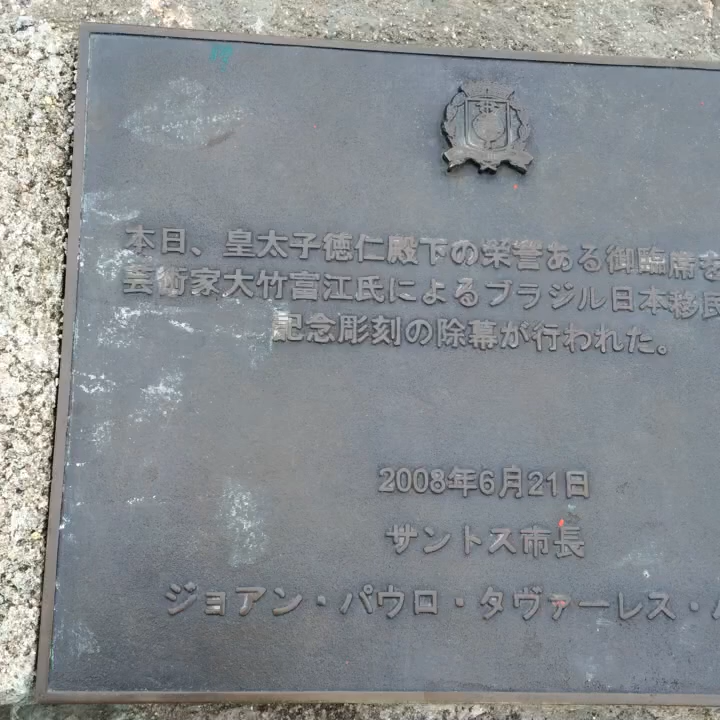 本日、皇太子徳仁殿下の栄誉ある御臨席を
芸術家大竹富江氏によるブラジル日本移民
記念彫刻の除幕が行われた。
2008年6月21日
サントス市長
ジョアン・パウロ・タヴァーレス・